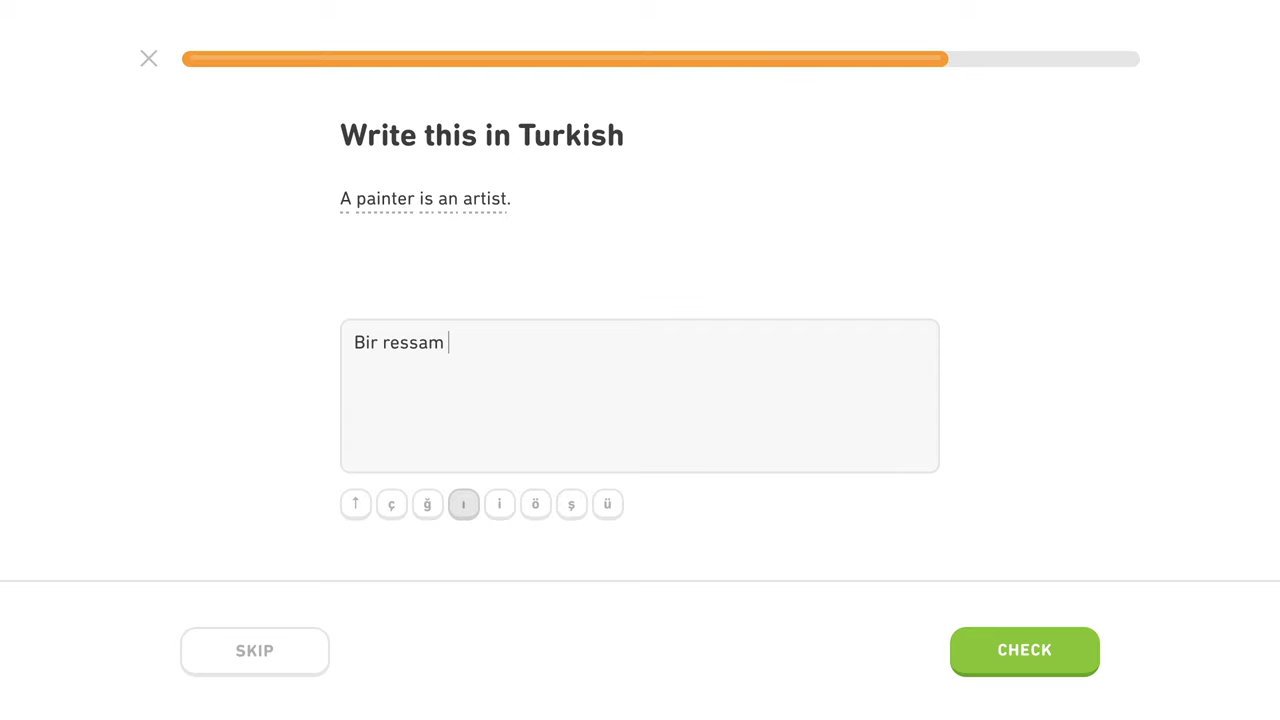 Write this in Turkish
A painter is an artist.
Bir ressam
↑ ç ğ ı i ö ş ü
SKIP
CHECK